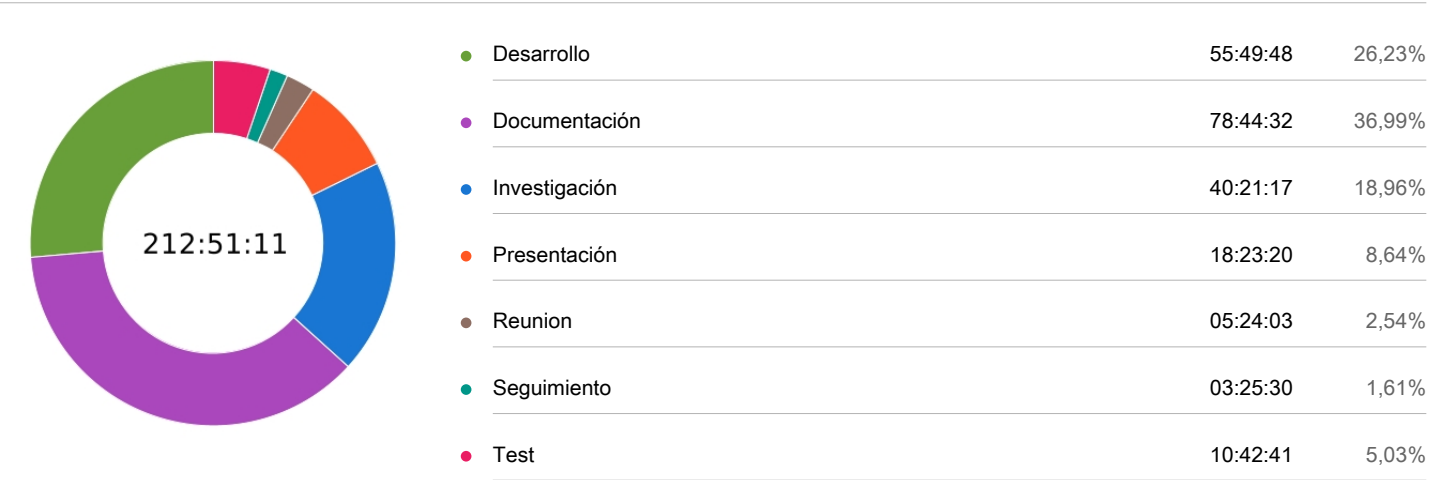 Desarrollo 55:49:48 26,23%
Documentación 78:44:32 36,99%
Investigación 40:21:17 18,96%
212:51:11
Presentación 18:23:20 8,64%
Reunion 05:24:03 2,54%
Seguimiento 03:25:30 1,61%
Test 10:42:41 5,03%